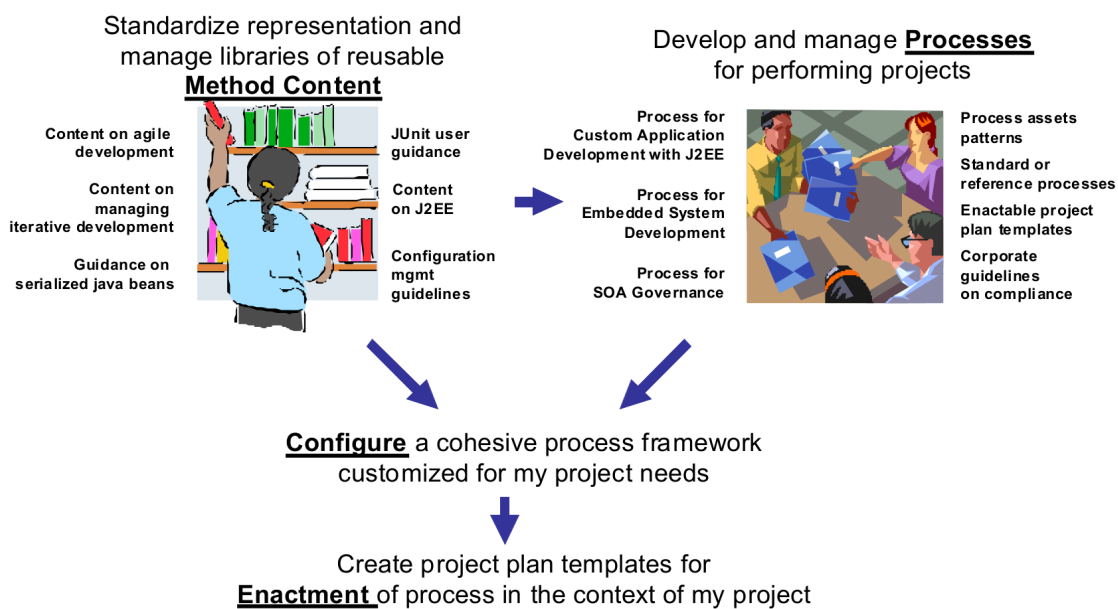 Standardize representation and
manage libraries of reusable
Method Content
Content on agile
development
Content on
managing
iterative development
Guidance on
serialized java beans
JUnit user
guidance
Content
on J2EE
Configuration
mgmt
guidelines
Develop and manage Processes
for performing projects
Process for
Custom Application
Development with J2EE
Process for
Embedded System
Development
Process for
SOA Governance
Process assets
patterns
Standard or
reference processes
Enactable project
plan templates
Corporate
guidelines
on compliance
Configure a cohesive process framework
customized for my project needs
Create project plan templates for
Enactment of process in the context of my project